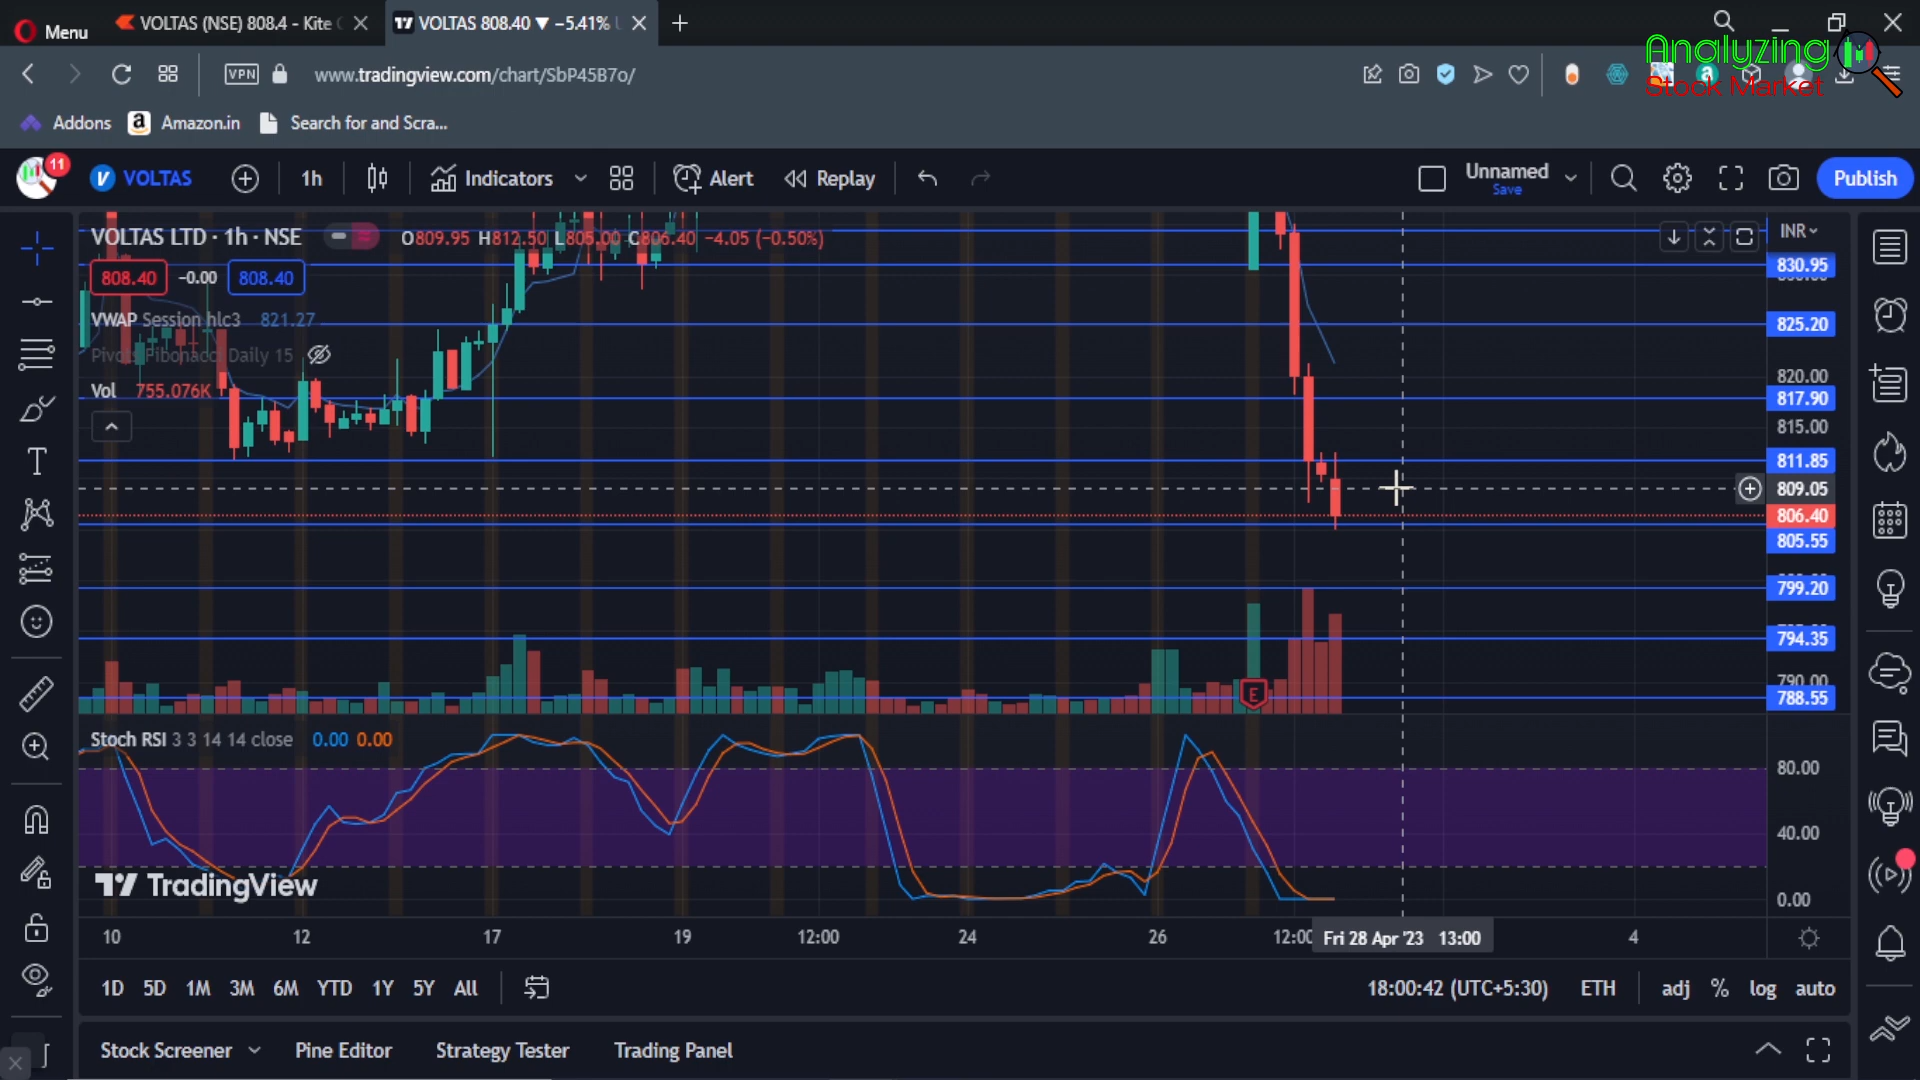 Menu
VOLTAS (NSE) 808.4 - Kite
VOLTAS 808.40 ▼ −5.41%
Analyzing
Stock Market
VPN
www.tradingview.com/chart/SbP45B7o/
Addons
Amazon.in
Search for and Scra...
11
VOLTAS
1h
Indicators
Alert
Replay
Unnamed
Save
Publish
VOLTAS LTD · 1h · NSE
O809.95 H812.50 L805.00 C806.40 −4.05 (−0.50%)
INR
808.40
−0.00
808.40
VWAP Session hlc3 821.27
Pivots Fibonacci Daily 15
Vol 755.076K
830.95
825.20
820.00
817.90
815.00
811.85
809.05
806.40
805.55
799.20
794.35
790.00
788.55
E
Stoch RSI 3 3 14 14 close 0.00 0.00
80.00
40.00
0.00
TradingView
10
12
17
19
12:00
24
26
12:00
Fri 28 Apr '23 13:00
4
1D 5D 1M 3M 6M YTD 1Y 5Y All
18:00:42 (UTC+5:30)
ETH
adj
%
log
auto
Stock Screener
Pine Editor
Strategy Tester
Trading Panel